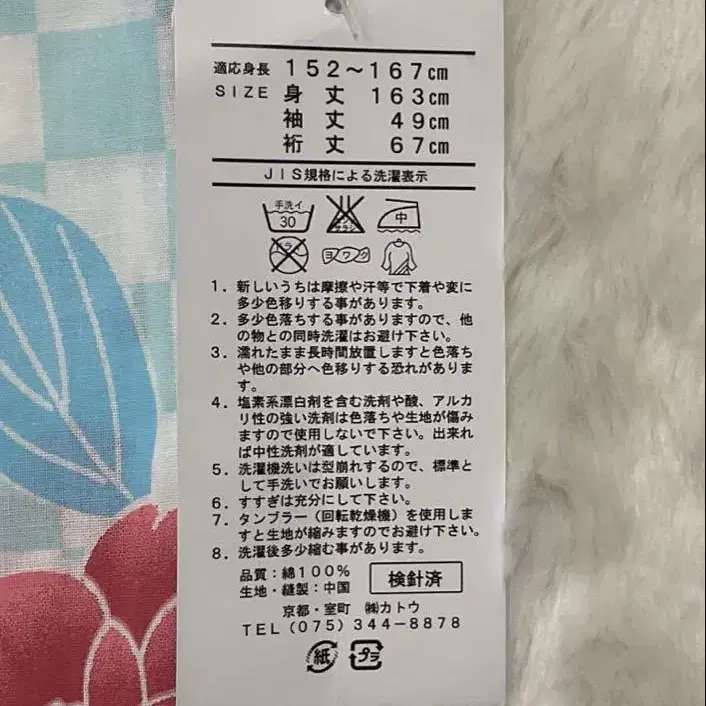 適応身長 152~167cm
SIZE 身丈 163cm
袖丈 49cm
裄丈 67cm
JIS規格による洗濯表示
手洗イ 30 エンソサラシ 中
ドライ ヨワク
1. 新しいうちは摩擦や汗等で下着や変に
多少色移りする事があります。
2. 多少色落ちする事がありますので、他
の物との同時洗濯はお避け下さい。
3. 濡れたまま長時間放置しますと色落ち
や他の部分へ色移りする恐れがありま
す。
4. 塩素系漂白剤を含む洗剤や酸、アルカ
リ性の強い洗剤は色落ちや生地が傷み
ますので使用しないで下さい。出来れ
ば中性洗剤が適しています。
5. 洗濯機洗いは型崩れするので、標準と
して手洗いでお願いします。
6. すすぎは充分にして下さい。
7. タンブラー(回転乾燥機)を使用しま
すと生地が縮みますのでお避け下さい。
8. 洗濯後多少縮む事があります。
品質:綿100%
生地・縫製:中国
検針済
京都・室町 ㈱カトウ
TEL(075)344-8878
紙 プラ